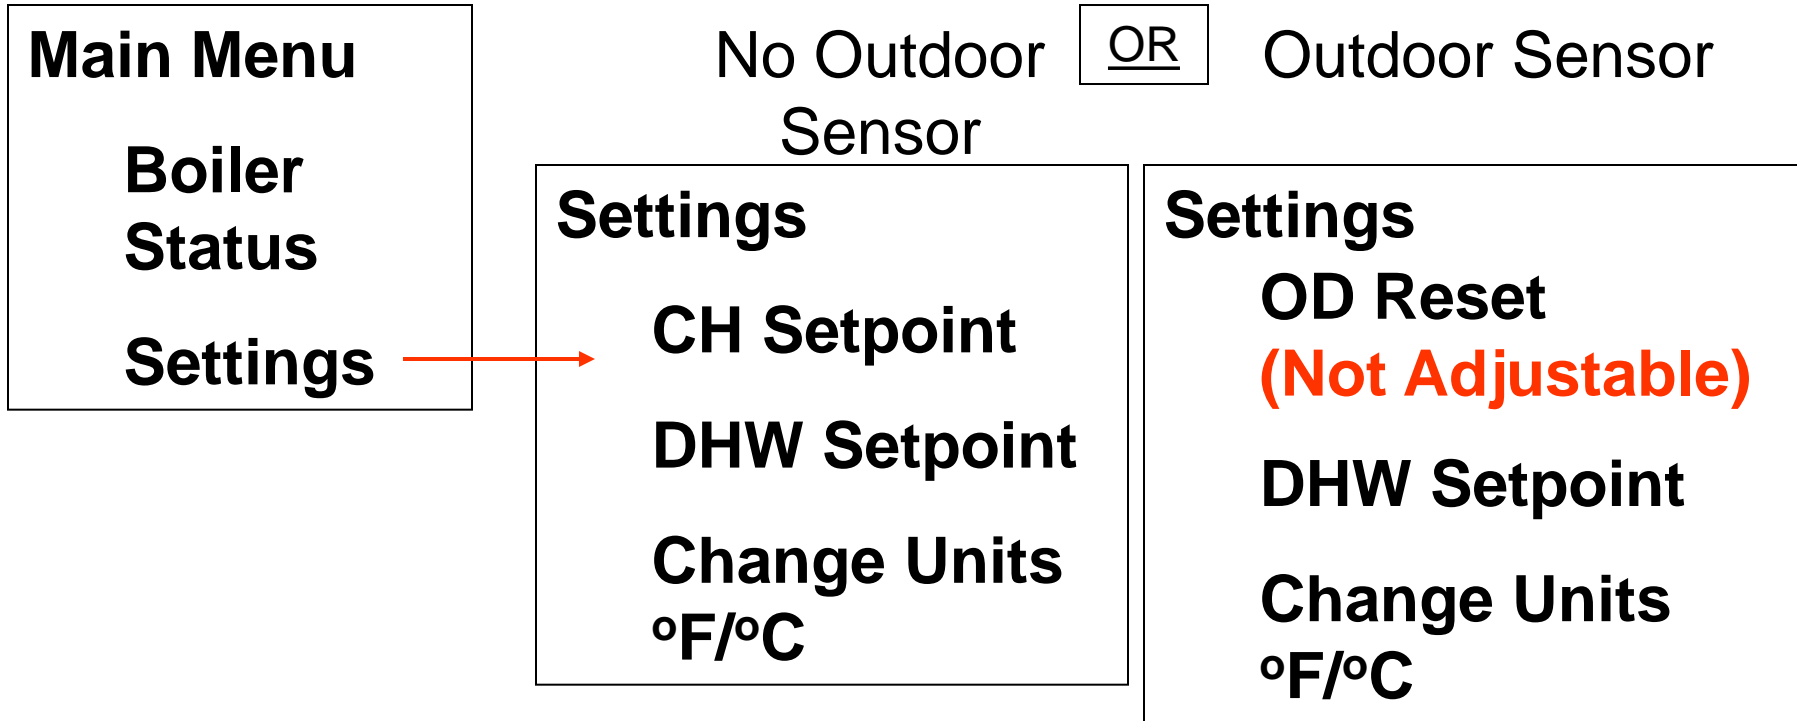 Main Menu
Boiler
Status
Settings
No Outdoor
Sensor
OR
Outdoor Sensor
Settings
CH Setpoint
DHW Setpoint
Change Units
ºF/ºC
Settings
OD Reset
(Not Adjustable)
DHW Setpoint
Change Units
ºF/ºC